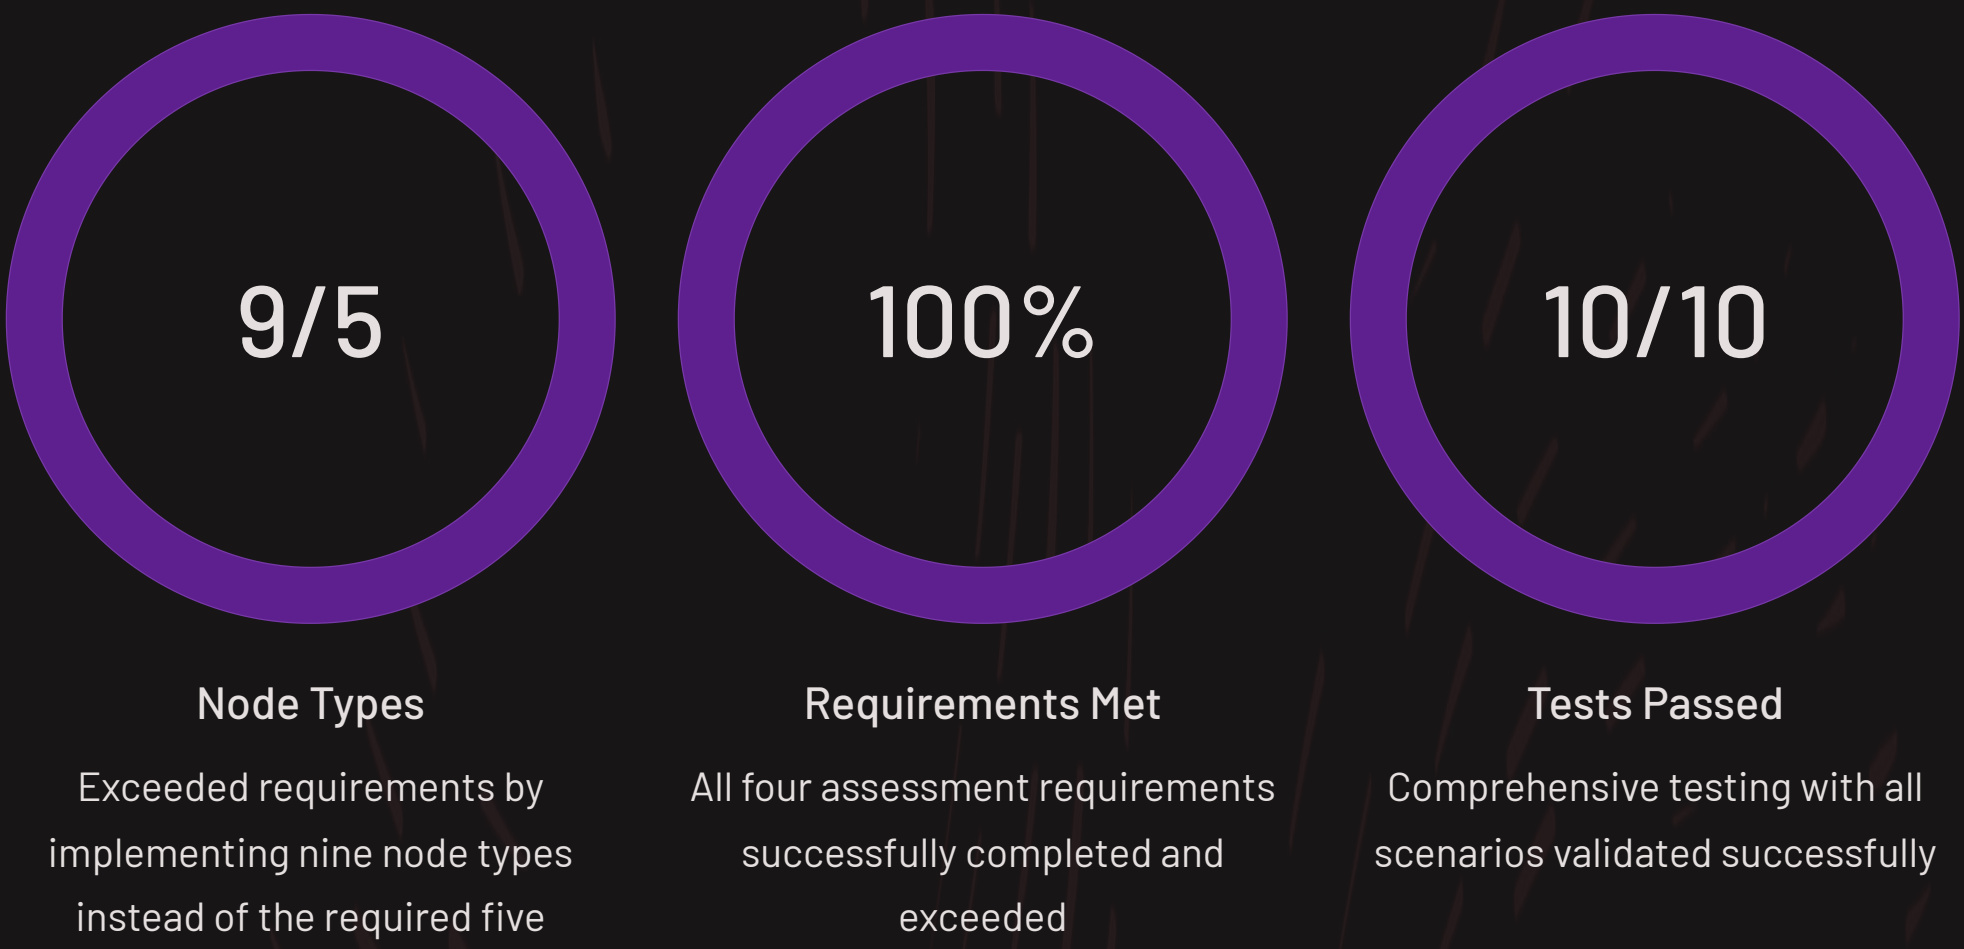 9/5
Node Types
Exceeded requirements by
implementing nine node types
instead of the required five
100%
Requirements Met
All four assessment requirements
successfully completed and
exceeded
10/10
Tests Passed
Comprehensive testing with all
scenarios validated successfully